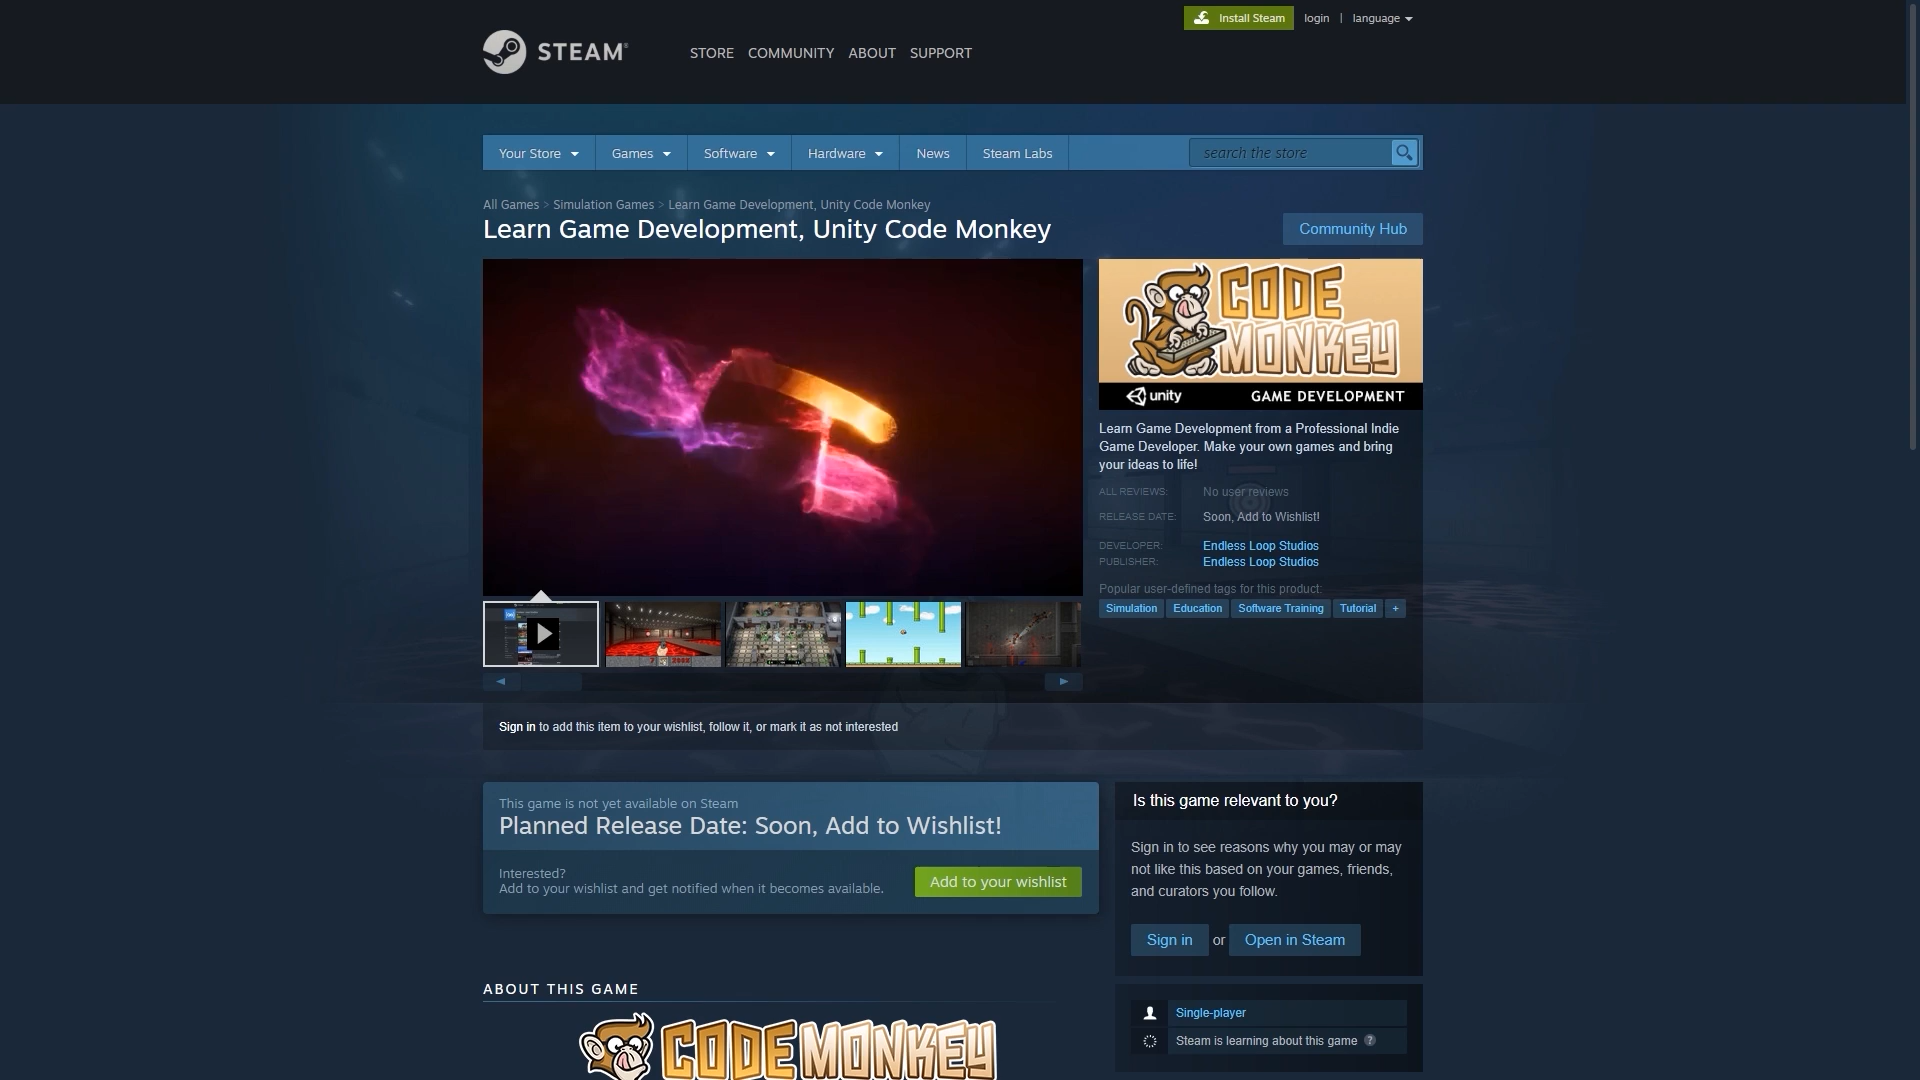 Install Steam
login
|
language
STEAM
STORE
COMMUNITY
ABOUT
SUPPORT
Your Store
Games
Software
Hardware
News
Steam Labs
search the store
All Games > Simulation Games > Learn Game Development, Unity Code Monkey
Learn Game Development, Unity Code Monkey
Community Hub
CODE
MONKEY
unity
GAME DEVELOPMENT
Learn Game Development from a Professional Indie
Game Developer. Make your own games and bring
your ideas to life!
ALL REVIEWS: No user reviews
RELEASE DATE: Soon, Add to Wishlist!
DEVELOPER: Endless Loop Studios
PUBLISHER: Endless Loop Studios
Popular user-defined tags for this product:
Simulation
Education
Software Training
Tutorial
+
Sign in to add this item to your wishlist, follow it, or mark it as not interested
This game is not yet available on Steam
Planned Release Date: Soon, Add to Wishlist!
Interested?
Add to your wishlist and get notified when it becomes available.
Add to your wishlist
Is this game relevant to you?
Sign in to see reasons why you may or may
not like this based on your games, friends,
and curators you follow.
Sign in or Open in Steam
ABOUT THIS GAME
CODE MONKEY
Single-player
Steam is learning about this game ?